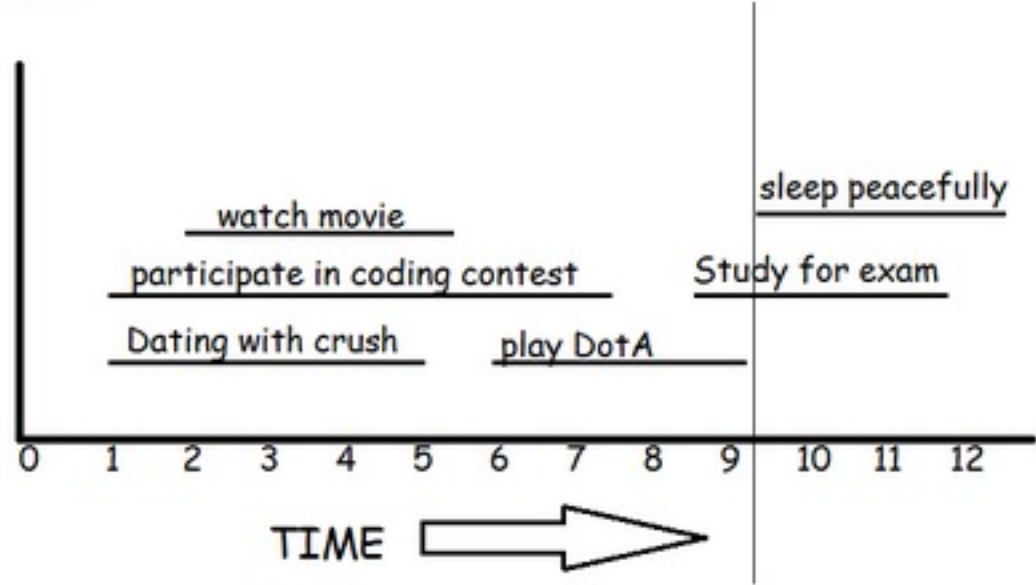 sleep peacefully
watch movie
participate in coding contest
Study for exam
Dating with crush
play DotA
0 1 2 3 4 5 6 7 8 9 10 11 12
TIME